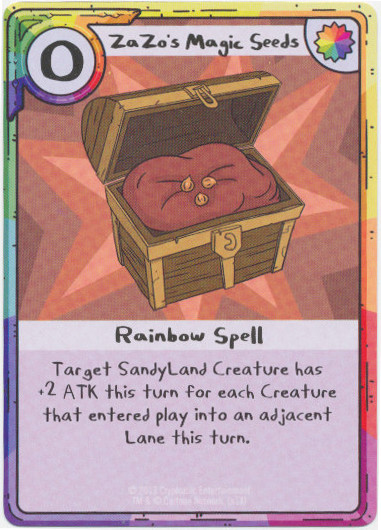 0
ZaZo's Magic Seeds
Rainbow Spell
Target SandyLand Creature has
+2 ATK this turn for each Creature
that entered play into an adjacent
Lane this turn.
Entertainment